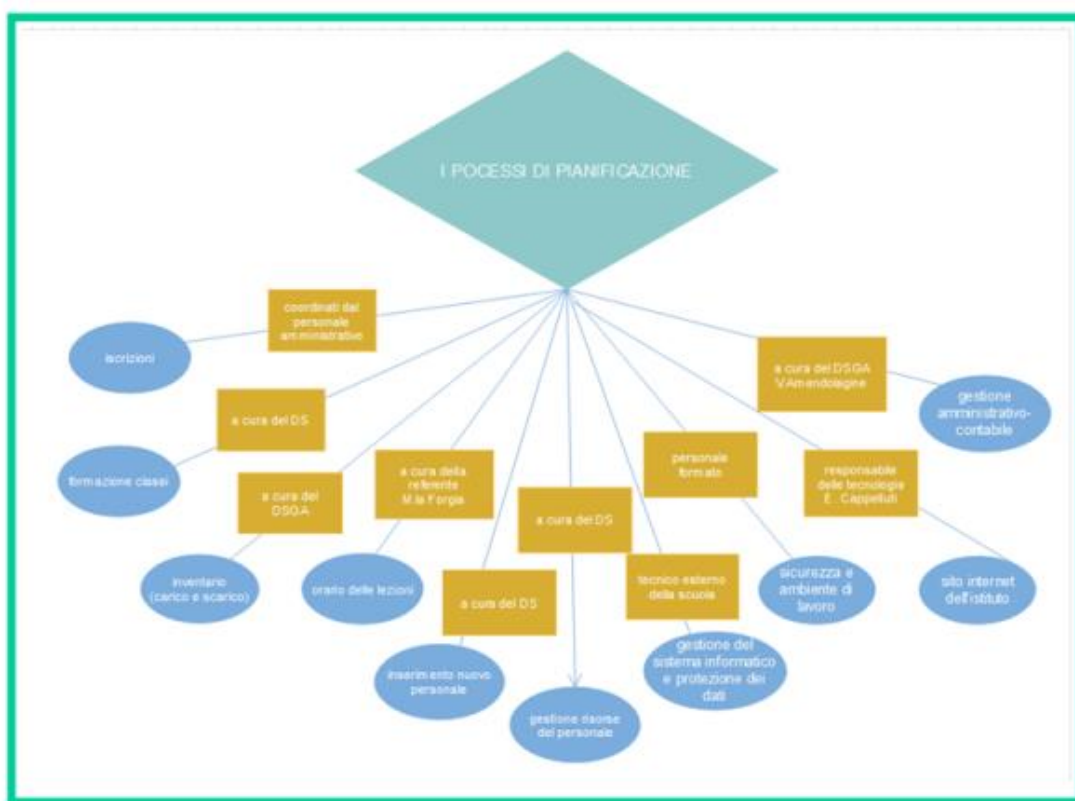 I POCESSI DI PIANIFICAZIONE
coordinati dal
personale
amministrativo
iscrizioni
a cura del DS
formazione classi
a cura del
DSGA
inventario
(carico e scarico)
a cura della
referente
M.la Forgia
orario delle lezioni
a cura del DS
inserimento nuovo
personale
a cura del DS
gestione risorse
del personale
tecnico esterno
della scuola
gestione del
sistema informatico
e protezione dei
dati
personale
formato
sicurezza e
ambiente di
lavoro
responsabile
delle tecnologie
E. Cappelluti
sito internet
dell'istituto
a cura del DSGA
V.Amendolagine
gestione
amministrativo-
contabile